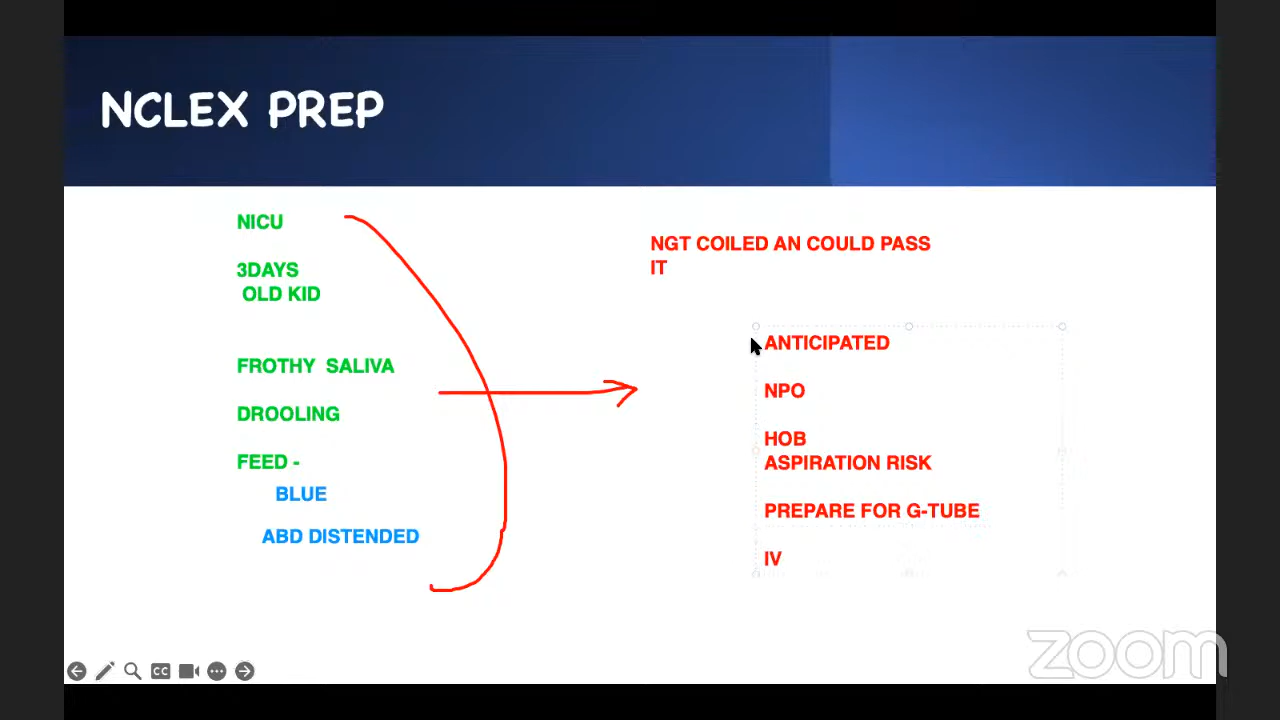 NCLEX PREP
NICU
3DAYS
OLD KID
FROTHY SALIVA
DROOLING
FEED -
BLUE
ABD DISTENDED
NGT COILED AN COULD PASS
IT
ANTICIPATED
NPO
HOB
ASPIRATION RISK
PREPARE FOR G-TUBE
IV
CC
zoom